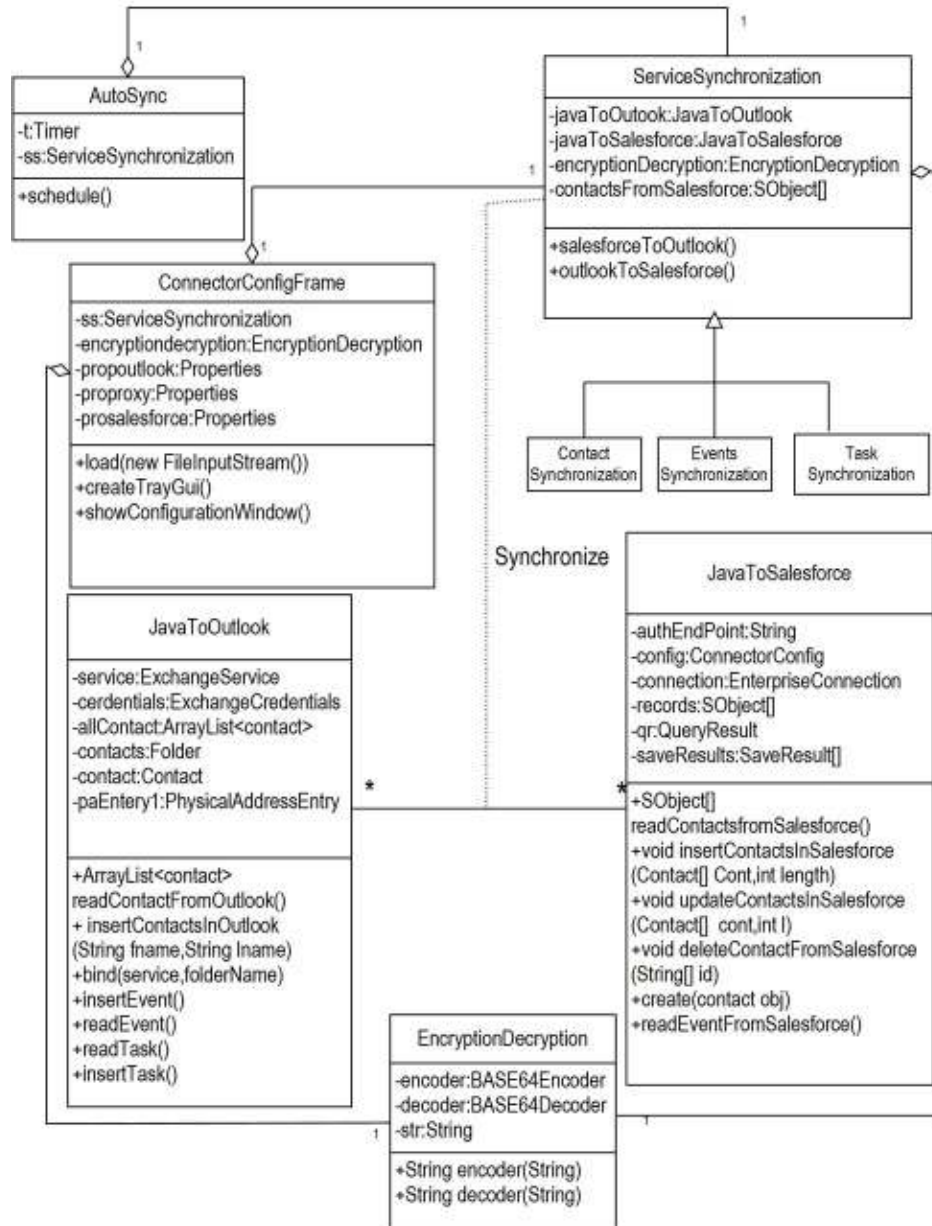 1
1
AutoSync
-t:Timer
-ss:ServiceSynchronization
+schedule()
ServiceSynchronization
-javaToOutook:JavaToOutlook
-javaToSalesforce:JavaToSalesforce
-encryptionDecryption:EncryptionDecryption
-contactsFromSalesforce:SObject[]
+salesforceToOutlook()
+outlookToSalesforce()
1
1
ConnectorConfigFrame
-ss:ServiceSynchronization
-encryptiondecryption:EncryptionDecryption
-propoutlook:Properties
-proproxy:Properties
-prosalesforce:Properties
+load(new FileInputStream())
+createTrayGui()
+showConfigurationWindow()
Contact
Synchronization
Events
Synchronization
Task
Synchronization
Synchronize
JavaToOutlook
-service:ExchangeService
-cerdentials:ExchangeCredentials
-allContact:ArrayList<contact>
-contacts:Folder
-contact:Contact
-paEntery1:PhysicalAddressEntry
+ArrayList<contact>
readContactFromOutlook()
+ insertContactsInOutlook
(String fname,String lname)
+bind(service,folderName)
+insertEvent()
+readEvent()
+readTask()
+insertTask()
*
*
JavaToSalesforce
-authEndPoint:String
-config:ConnectorConfig
-connection:EnterpriseConnection
-records:SObject[]
-qr:QueryResult
-saveResults:SaveResult[]
+SObject[]
readContactsfromSalesforce()
+void insertContactsInSalesforce
(Contact[] Cont,int length)
+void updateContactsInSalesforce
(Contact[] cont,int l)
+void deleteContactFromSalesforce
(String[] id)
+create(contact obj)
+readEventFromSalesforce()
EncryptionDecryption
-encoder:BASE64Encoder
-decoder:BASE64Decoder
-str:String
+String encoder(String)
+String decoder(String)
1
1